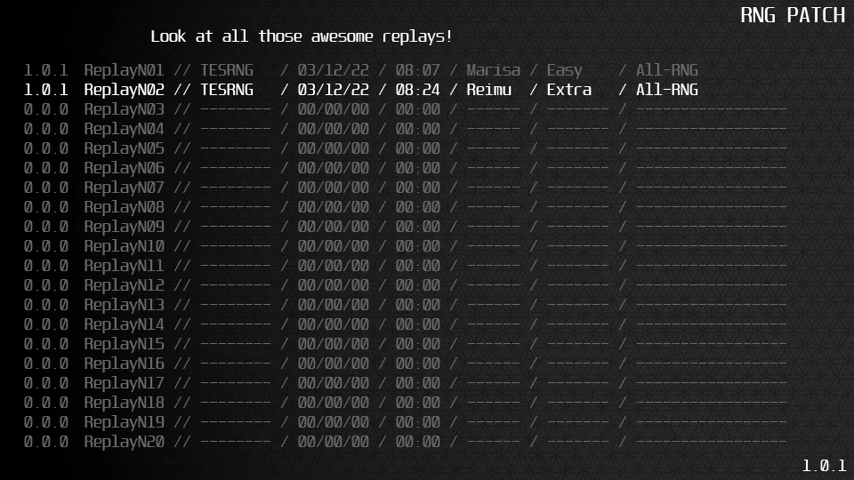 RNG PATCH
Look at all those awesome replays!
1.0.1 ReplayN01 // TESRNG / 03/12/22 / 08:07 / Marisa / Easy / All-RNG
1.0.1 ReplayN02 // TESRNG / 03/12/22 / 08:24 / Reimu / Extra / All-RNG
0.0.0 ReplayN03 // -------- / 00/00/00 / 00:00 / ------ / ------ / ----------------
0.0.0 ReplayN04 // -------- / 00/00/00 / 00:00 / ------ / ------ / ----------------
0.0.0 ReplayN05 // -------- / 00/00/00 / 00:00 / ------ / ------ / ----------------
0.0.0 ReplayN06 // -------- / 00/00/00 / 00:00 / ------ / ------ / ----------------
0.0.0 ReplayN07 // -------- / 00/00/00 / 00:00 / ------ / ------ / ----------------
0.0.0 ReplayN08 // -------- / 00/00/00 / 00:00 / ------ / ------ / ----------------
0.0.0 ReplayN09 // -------- / 00/00/00 / 00:00 / ------ / ------ / ----------------
0.0.0 ReplayN10 // -------- / 00/00/00 / 00:00 / ------ / ------ / ----------------
0.0.0 ReplayN11 // -------- / 00/00/00 / 00:00 / ------ / ------ / ----------------
0.0.0 ReplayN12 // -------- / 00/00/00 / 00:00 / ------ / ------ / ----------------
0.0.0 ReplayN13 // -------- / 00/00/00 / 00:00 / ------ / ------ / ----------------
0.0.0 ReplayN14 // -------- / 00/00/00 / 00:00 / ------ / ------ / ----------------
0.0.0 ReplayN15 // -------- / 00/00/00 / 00:00 / ------ / ------ / ----------------
0.0.0 ReplayN16 // -------- / 00/00/00 / 00:00 / ------ / ------ / ----------------
0.0.0 ReplayN17 // -------- / 00/00/00 / 00:00 / ------ / ------ / ----------------
0.0.0 ReplayN18 // -------- / 00/00/00 / 00:00 / ------ / ------ / ----------------
0.0.0 ReplayN19 // -------- / 00/00/00 / 00:00 / ------ / ------ / ----------------
0.0.0 ReplayN20 // -------- / 00/00/00 / 00:00 / ------ / ------ / ----------------
1.0.1